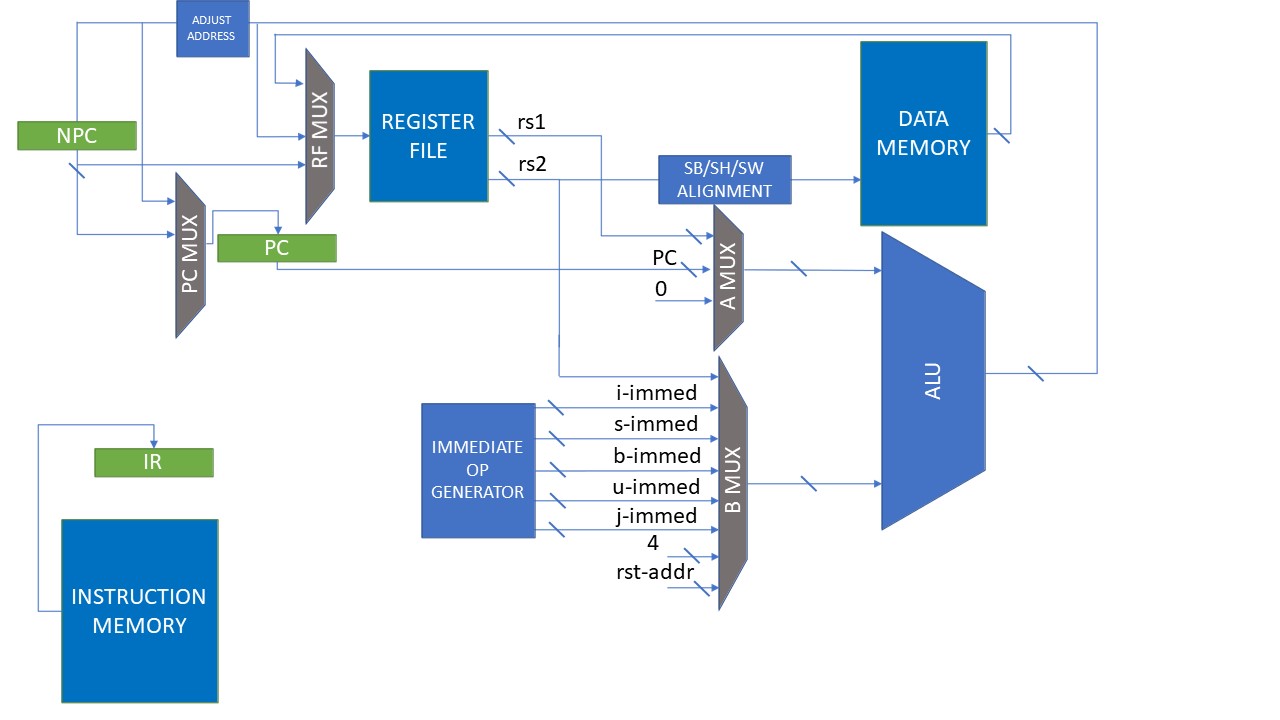 ADJUST
ADDRESS
NPC
RF MUX
REGISTER
FILE
rs1
rs2
SB/SH/SW
ALIGNMENT
DATA
MEMORY
PC MUX
PC
PC
0
A MUX
ALU
IR
INSTRUCTION
MEMORY
IMMEDIATE
OP
GENERATOR
i-immed
s-immed
b-immed
u-immed
j-immed
4
rst-addr
B MUX